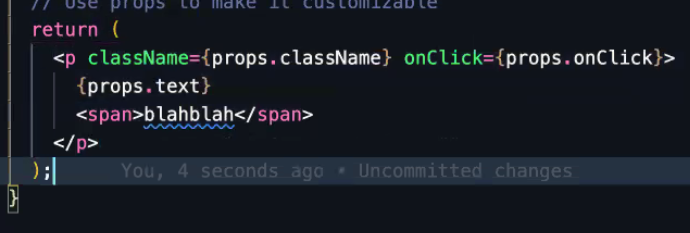 // Use props to make it customizable
return (
<p className={props.className} onClick={props.onClick}>
{props.text}
<span>blahblah</span>
</p>
);    You, 4 seconds ago • Uncommitted changes
}